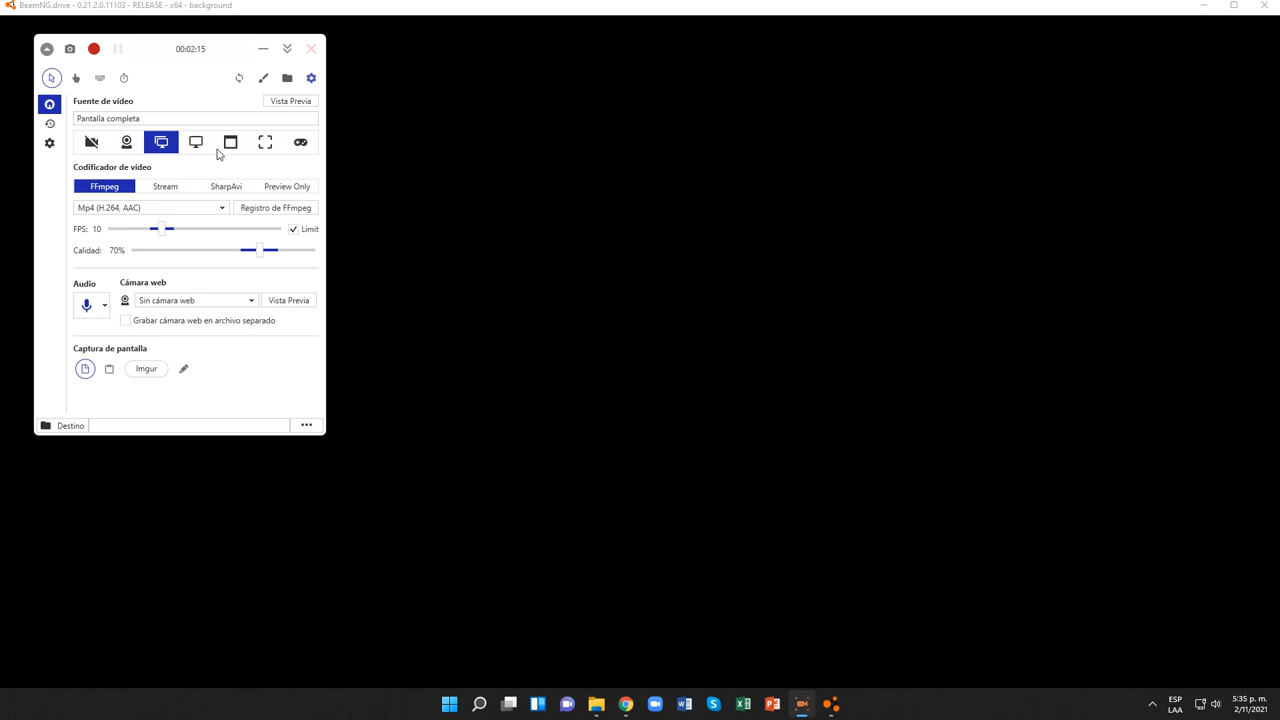 BeamNG.drive - 0.21.2.0.11103 - RELEASE - x64 - background
00:02:15
Fuente de vídeo
Vista Previa
Pantalla completa
Codificador de vídeo
FFmpeg Stream SharpAvi Preview Only
Mp4 (H.264, AAC) Registro de FFmpeg
FPS: 10 Limit
Calidad: 70%
Audio
Cámara web
Sin cámara web Vista Previa
Grabar cámara web en archivo separado
Captura de pantalla
Imgur
Destino
ESP
LAA
5:35 p. m.
2/11/2021